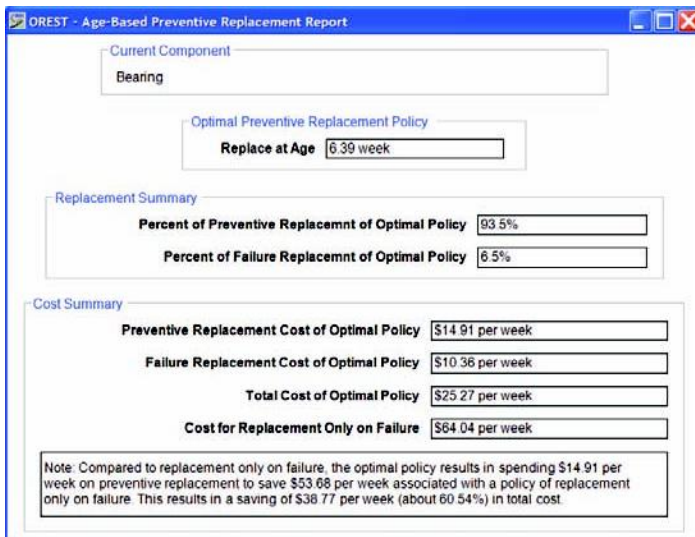 OREST - Age-Based Preventive Replacement Report
Current Component
Bearing
Optimal Preventive Replacement Policy
Replace at Age 6.39 week
Replacement Summary
Percent of Preventive Replacemnt of Optimal Policy 93.5%
Percent of Failure Replacemnt of Optimal Policy 6.5%
Cost Summary
Preventive Replacement Cost of Optimal Policy $14.91 per week
Failure Replacement Cost of Optimal Policy $10.36 per week
Total Cost of Optimal Policy $25.27 per week
Cost for Replacement Only on Failure $64.04 per week
Note: Compared to replacement only on failure, the optimal policy results in spending $14.91 per
week on preventive replacement to save $53.68 per week associated with a policy of replacement
only on failure. This results in a saving of $38.77 per week (about 60.54%) in total cost.